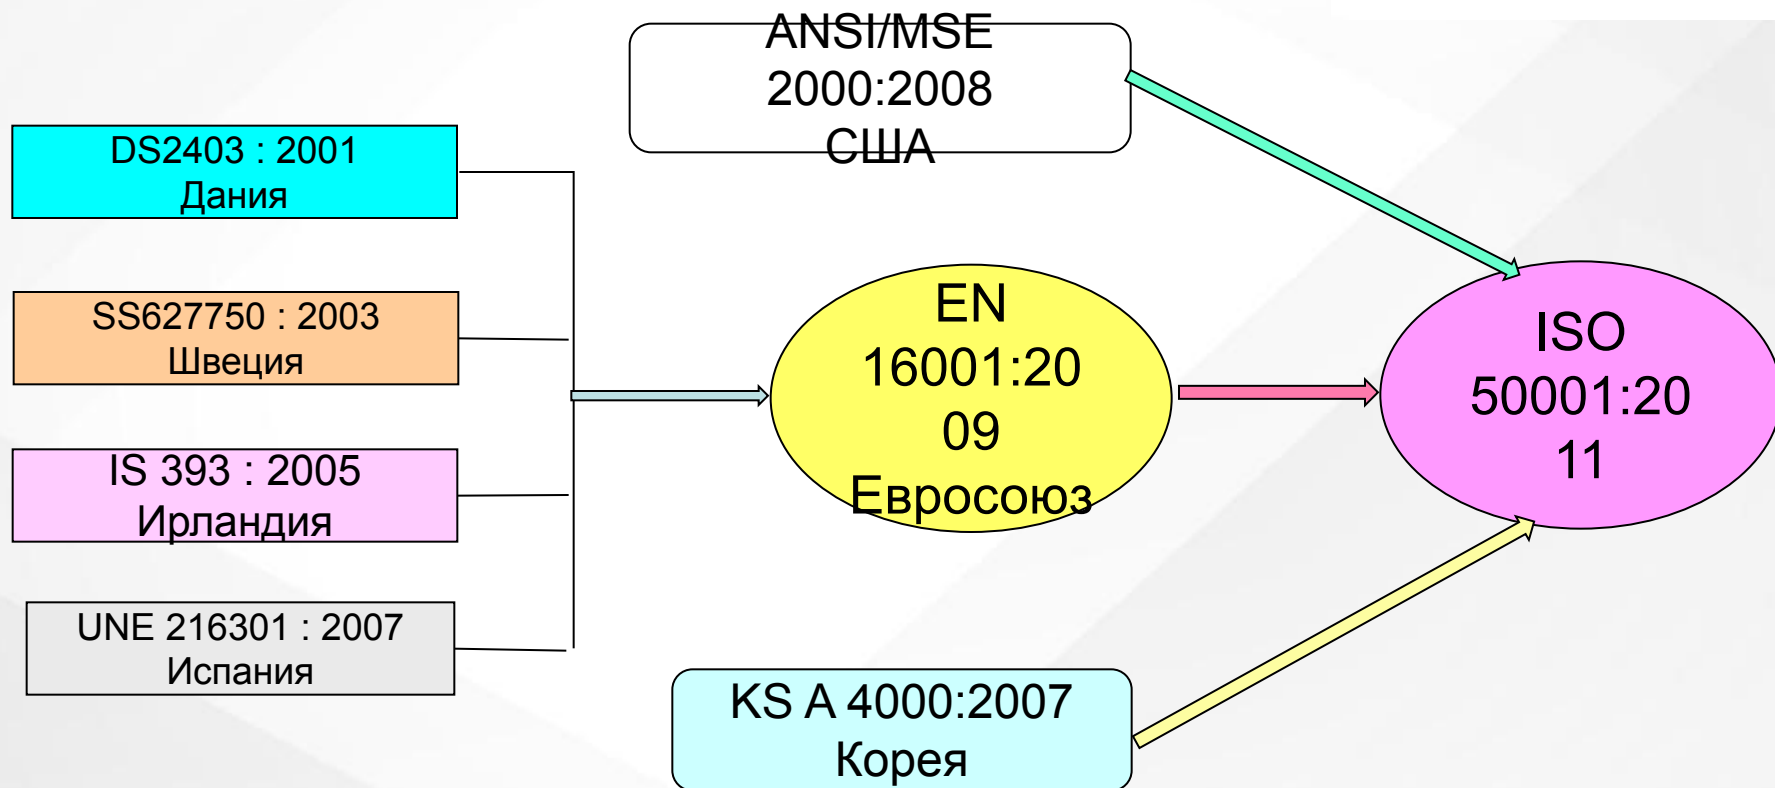 ANSI/MSE
2000:2008
США
DS2403 : 2001
Дания
SS627750 : 2003
Швеция
IS 393 : 2005
Ирландия
UNE 216301 : 2007
Испания
EN
16001:20
09
Евросоюз
ISO
50001:20
11
KS A 4000:2007
Корея